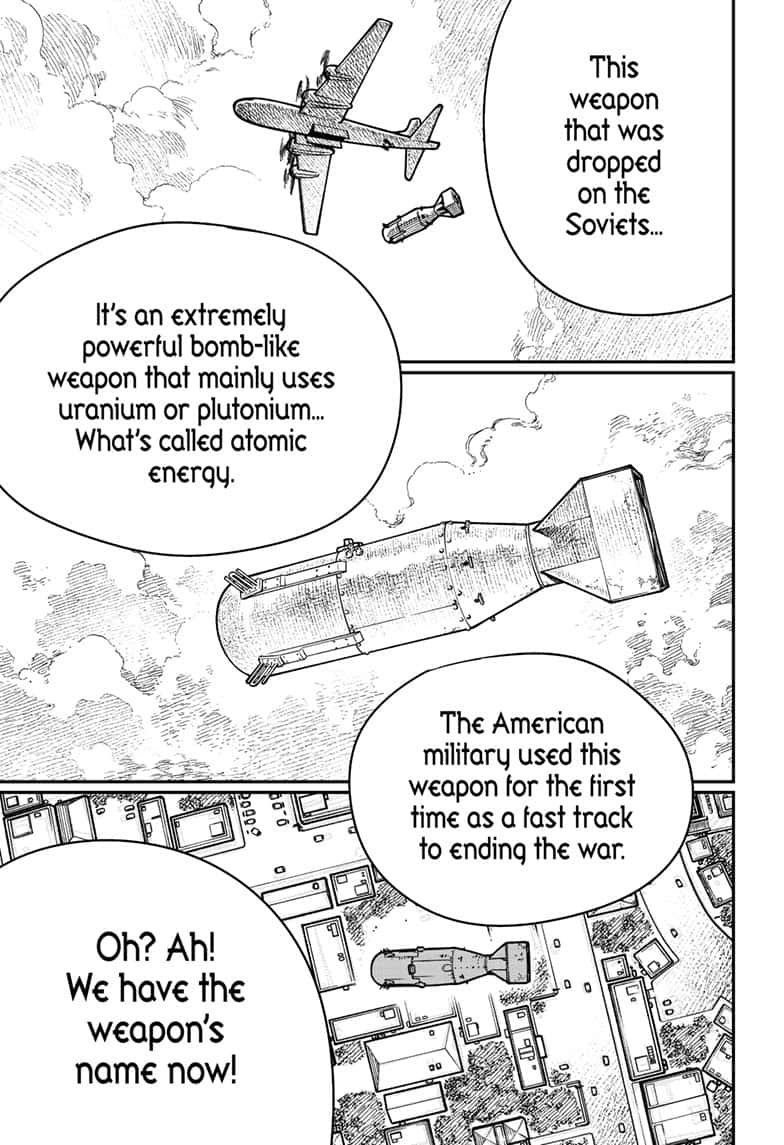 This
weapon
that was
dropped
on the
Soviets...
It's an extremely
powerful bomb-like
weapon that mainly uses
uranium or plutonium...
What's called atomic
energy.
The American
military used this
weapon for the first
time as a fast track
to ending the war.
Oh? Ah!
We have the
weapon's
name now!